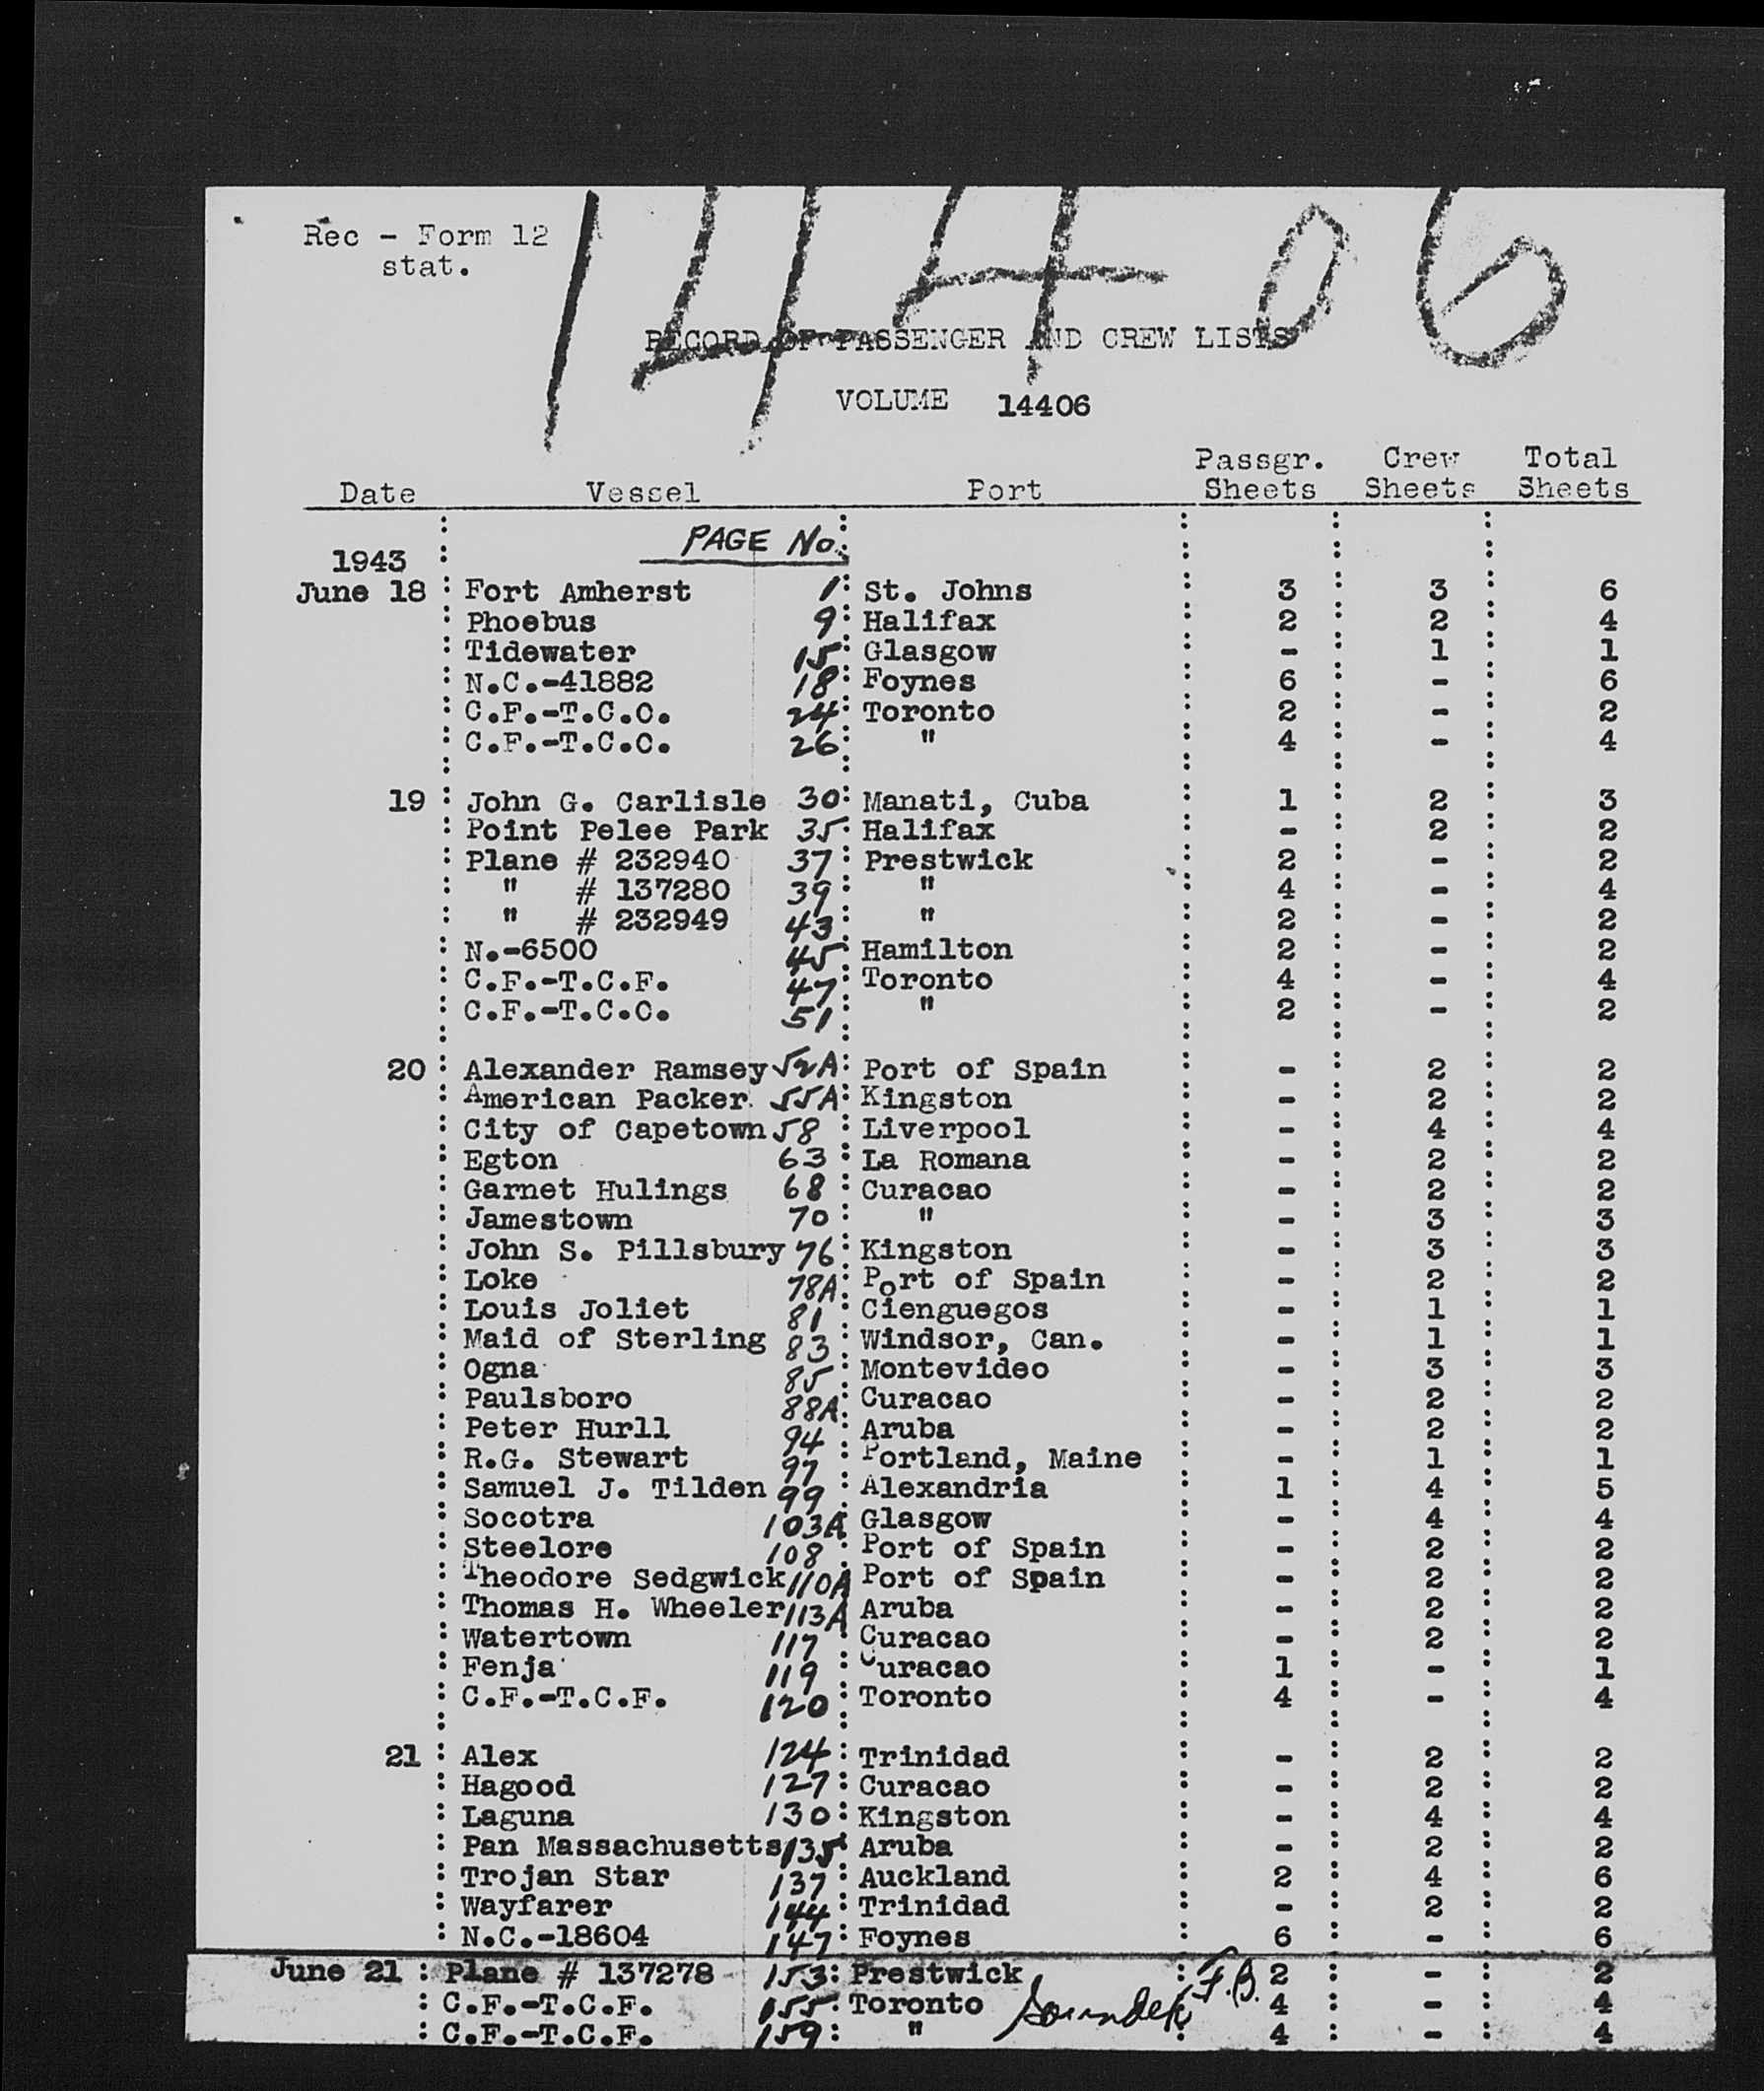 14406
Rec - Form 12
stat.
RECORD OF PASSENGER AND CREW LISTS
VOLUME 14406
Date Vessel Port Passgr. Sheets Crew Sheets Total Sheets
PAGE No.
1943
June 18 : Fort Amherst 1 : St. Johns : 3 : 3 : 6
: Phoebus 9 : Halifax : 2 : 2 : 4
: Tidewater 15 : Glasgow : - : 1 : 1
: N.C.-41882 18 : Foynes : 6 : - : 6
: C.F.-T.C.C. 24 : Toronto : 2 : - : 2
: C.F.-T.C.C. 26 : " : 4 : - : 4
19 : John G. Carlisle 30 : Manati, Cuba : 1 : 2 : 3
: Point Pelee Park 35 : Halifax : - : 2 : 2
: Plane # 232940 37 : Prestwick : 2 : - : 2
: " # 137280 39 : " : 4 : - : 4
: " # 232949 43 : " : 2 : - : 2
: N.-6500 45 : Hamilton : 2 : - : 2
: C.F.-T.C.F. 47 : Toronto : 4 : - : 4
: C.F.-T.C.C. 51 : " : 2 : - : 2
20 : Alexander Ramsey 52A : Port of Spain : - : 2 : 2
: American Packer 55A : Kingston : - : 2 : 2
: City of Capetown 58 : Liverpool : - : 4 : 4
: Egton 63 : La Romana : - : 2 : 2
: Garnet Hulings 68 : Curacao : - : 2 : 2
: Jamestown 70 : " : - : 3 : 3
: John S. Pillsbury 76 : Kingston : - : 3 : 3
: Loke 78A : Port of Spain : - : 2 : 2
: Louis Joliet 81 : Cienguegos : - : 1 : 1
: Maid of Sterling 83 : Windsor, Can. : - : 1 : 1
: Ogna 85 : Montevideo : - : 3 : 3
: Paulsboro 88A : Curacao : - : 2 : 2
: Peter Hurll 94 : Aruba : - : 2 : 2
: R.G. Stewart 97 : Portland, Maine : - : 1 : 1
: Samuel J. Tilden 99 : Alexandria : 1 : 4 : 5
: Socotra 103A : Glasgow : - : 4 : 4
: Steelore 108 : Port of Spain : - : 2 : 2
: Theodore Sedgwick 110A : Port of Spain : - : 2 : 2
: Thomas H. Wheeler 113A : Aruba : - : 2 : 2
: Watertown 117 : Curacao : - : 2 : 2
: Fenja 119 : Curacao : 1 : - : 1
: C.F.-T.C.F. 120 : Toronto : 4 : - : 4
21 : Alex 124 : Trinidad : - : 2 : 2
: Hagood 127 : Curacao : - : 2 : 2
: Laguna 130 : Kingston : - : 4 : 4
: Pan Massachusetts 135 : Aruba : - : 2 : 2
: Trojan Star 137 : Auckland : 2 : 4 : 6
: Wayfarer 144 : Trinidad : - : 2 : 2
: N.C.-18604 147 : Foynes : 6 : - : 6
June 21 : Plane # 137278 153 : Prestwick : F.B. 2 : - : 2
: C.F.-T.C.F. 155 : Toronto : 4 : - : 4
: C.F.-T.C.F. 159 : " : 4 : - : 4